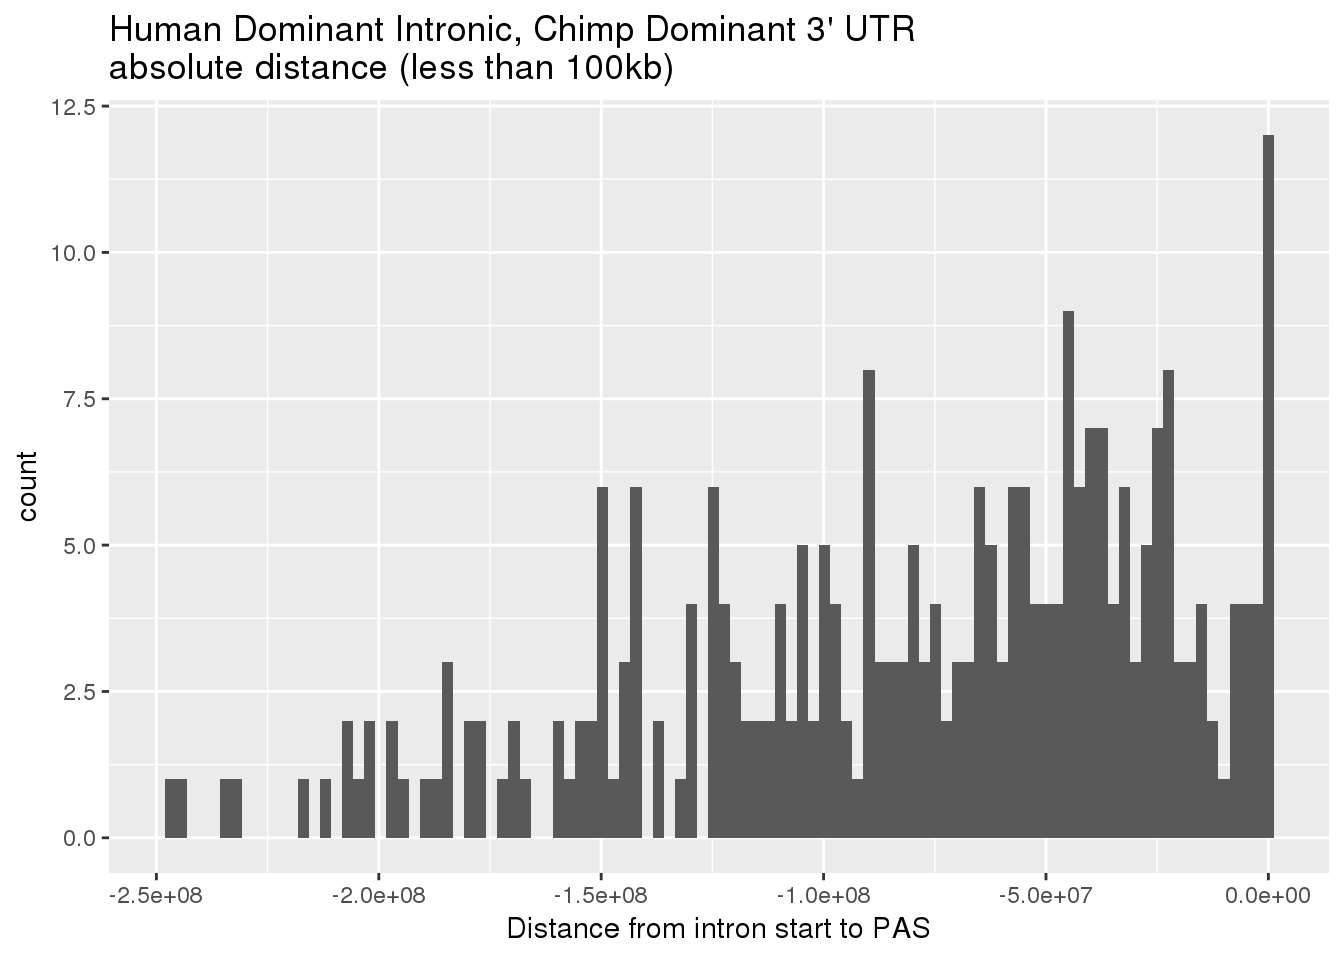 Human Dominant Intronic, Chimp Dominant 3' UTR
absolute distance (less than 100kb)
12.5
10.0
7.5
5.0
2.5
0.0
count
-2.5e+08 -2.0e+08 -1.5e+08 -1.0e+08 -5.0e+07 0.0e+00
Distance from intron start to PAS